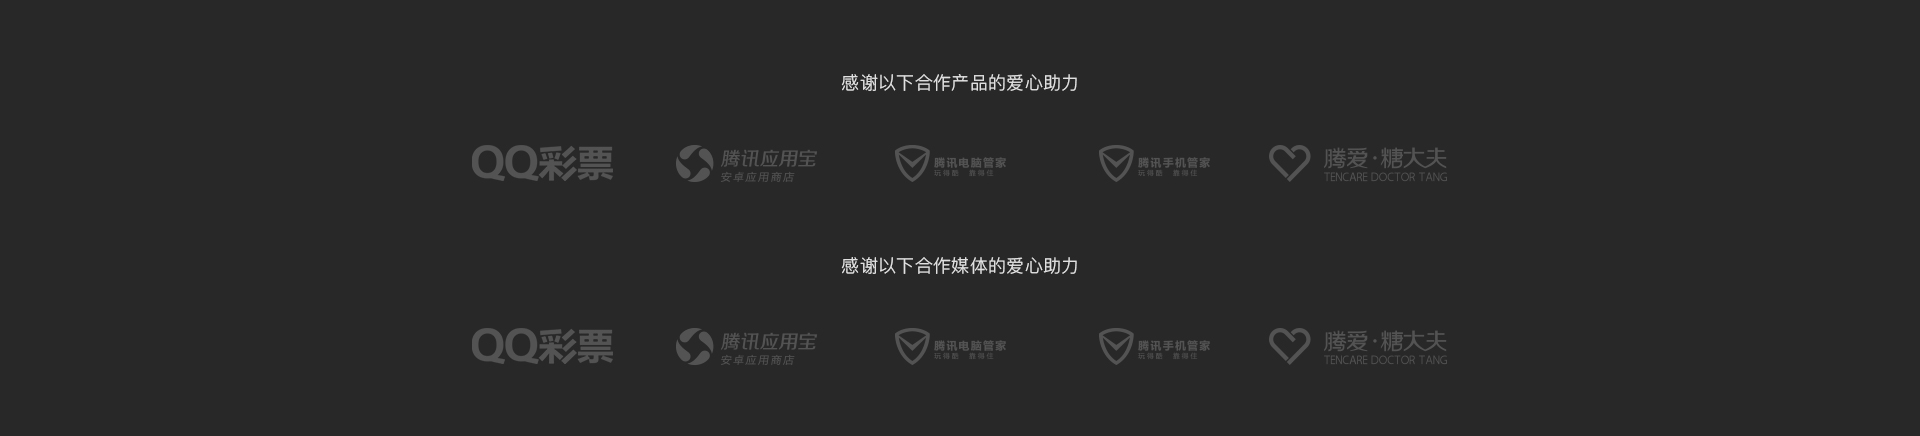 感谢以下合作产品的爱心助力
QQ彩票
腾讯应用宝
安卓应用商店
腾讯电脑管家
玩得酷 靠得住
腾讯手机管家
玩得酷 靠得住
腾爱·糖大夫
TENCARE DOCTOR TANG
感谢以下合作媒体的爱心助力
QQ彩票
腾讯应用宝
安卓应用商店
腾讯电脑管家
玩得酷 靠得住
腾讯手机管家
玩得酷 靠得住
腾爱·糖大夫
TENCARE DOCTOR TANG